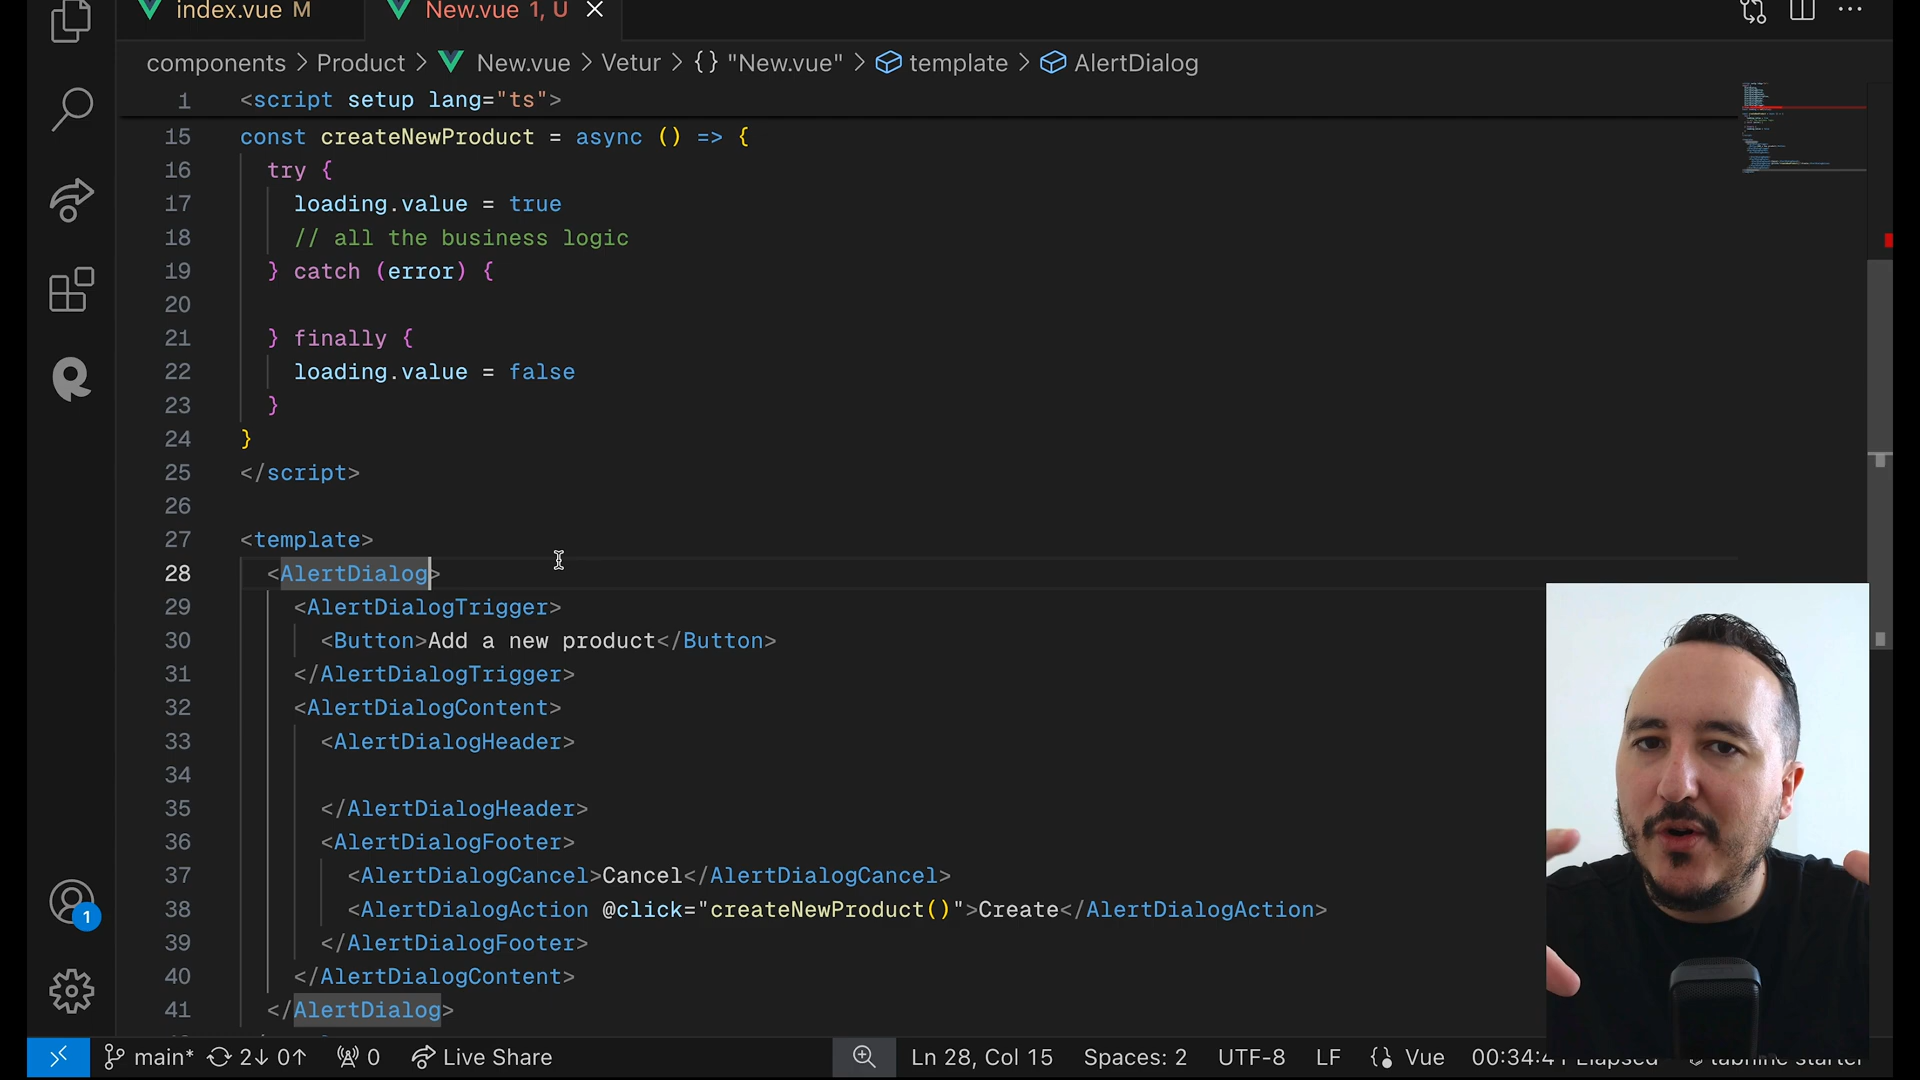 index.vue M
New.vue 1, U
components > Product > New.vue > Vetur > {} "New.vue" > template > AlertDialog
1 <script setup lang="ts">
15 const createNewProduct = async () => {
16 try {
17 loading.value = true
18 // all the business logic
19 } catch (error) {
20
21 } finally {
22 loading.value = false
23 }
24 }
25 </script>
26
27 <template>
28 <AlertDialog>
29 <AlertDialogTrigger>
30 <Button>Add a new product</Button>
31 </AlertDialogTrigger>
32 <AlertDialogContent>
33 <AlertDialogHeader>
34
35 </AlertDialogHeader>
36 <AlertDialogFooter>
37 <AlertDialogCancel>Cancel</AlertDialogCancel>
38 <AlertDialogAction @click="createNewProduct()">Create</AlertDialogAction>
39 </AlertDialogFooter>
40 </AlertDialogContent>
41 </AlertDialog>
1
main* 2↓ 0↑ 0 Live Share Ln 28, Col 15 Spaces: 2 UTF-8 LF Vue Elapsed tabnine starter